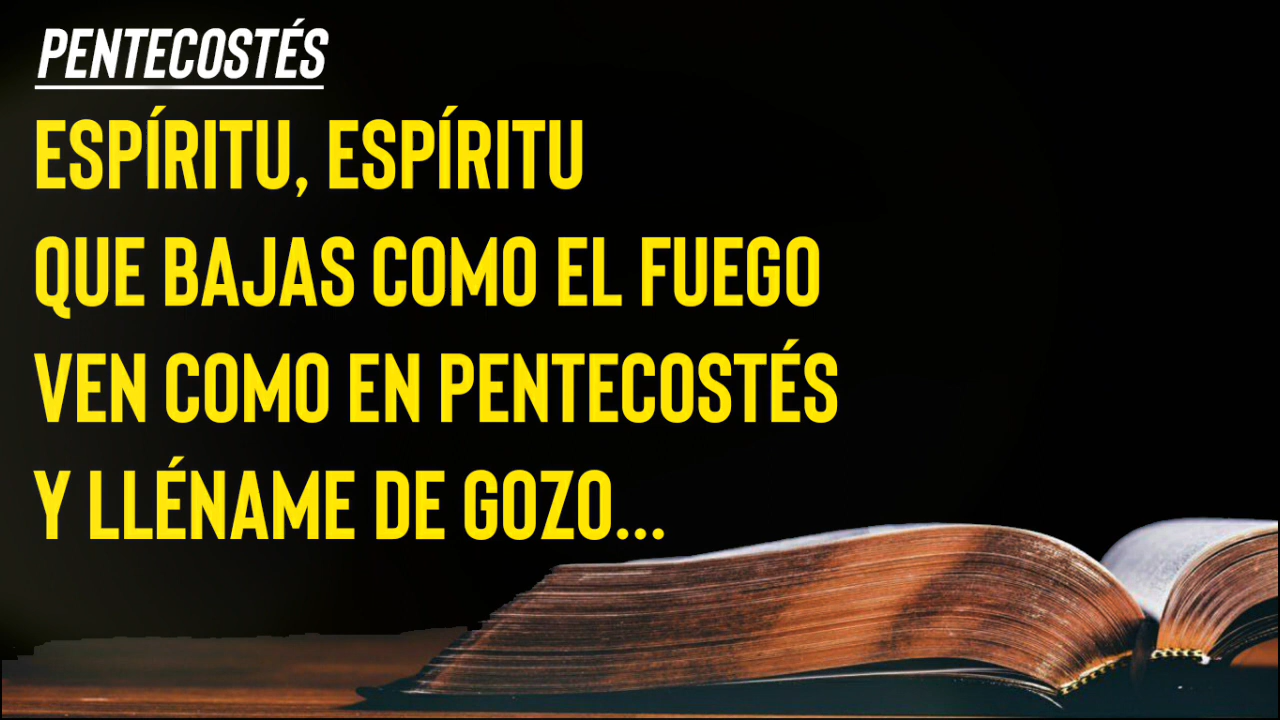 PENTECOSTÉS
ESPÍRITU, ESPÍRITU
QUE BAJAS COMO EL FUEGO
VEN COMO EN PENTECOSTÉS
Y LLÉNAME DE GOZO...